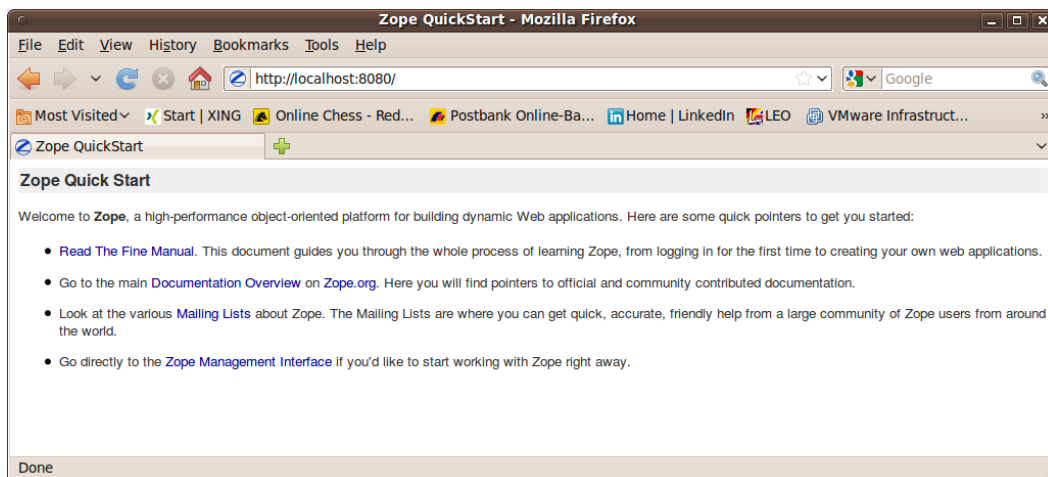 Zope QuickStart - Mozilla Firefox
File Edit View History Bookmarks Tools Help
http://localhost:8080/ Google
Most Visited Start | XING Online Chess - Red... Postbank Online-Ba... Home | LinkedIn LEO VMware Infrastruct... »
Zope QuickStart
Zope Quick Start
Welcome to Zope, a high-performance object-oriented platform for building dynamic Web applications. Here are some quick pointers to get you started:
Read The Fine Manual. This document guides you through the whole process of learning Zope, from logging in for the first time to creating your own web applications.
Go to the main Documentation Overview on Zope.org. Here you will find pointers to official and community contributed documentation.
Look at the various Mailing Lists about Zope. The Mailing Lists are where you can get quick, accurate, friendly help from a large community of Zope users from around
the world.
Go directly to the Zope Management Interface if you'd like to start working with Zope right away.
Done